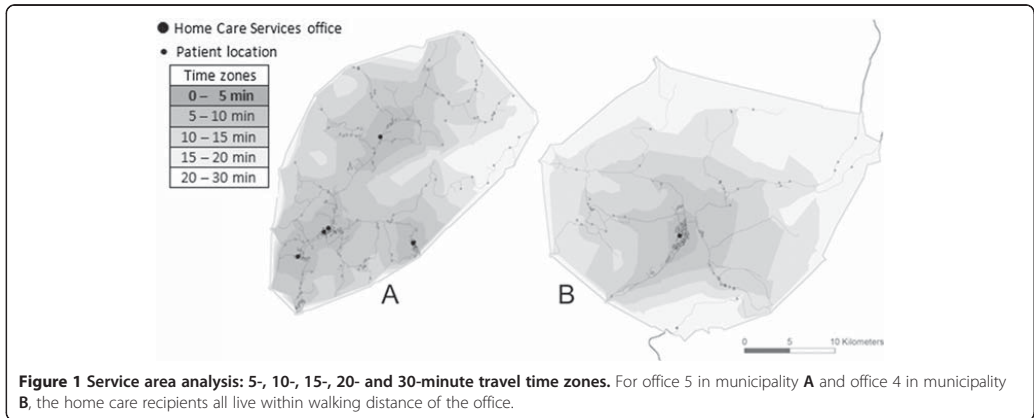 Home Care Services office
Patient location
Time zones
0 – 5 min
5 – 10 min
10 – 15 min
15 – 20 min
20 – 30 min
A
B
0 5 10 Kilometers
Figure 1 Service area analysis: 5-, 10-, 15-, 20- and 30-minute travel time zones. For office 5 in municipality A and office 4 in municipality
B, the home care recipients all live within walking distance of the office.